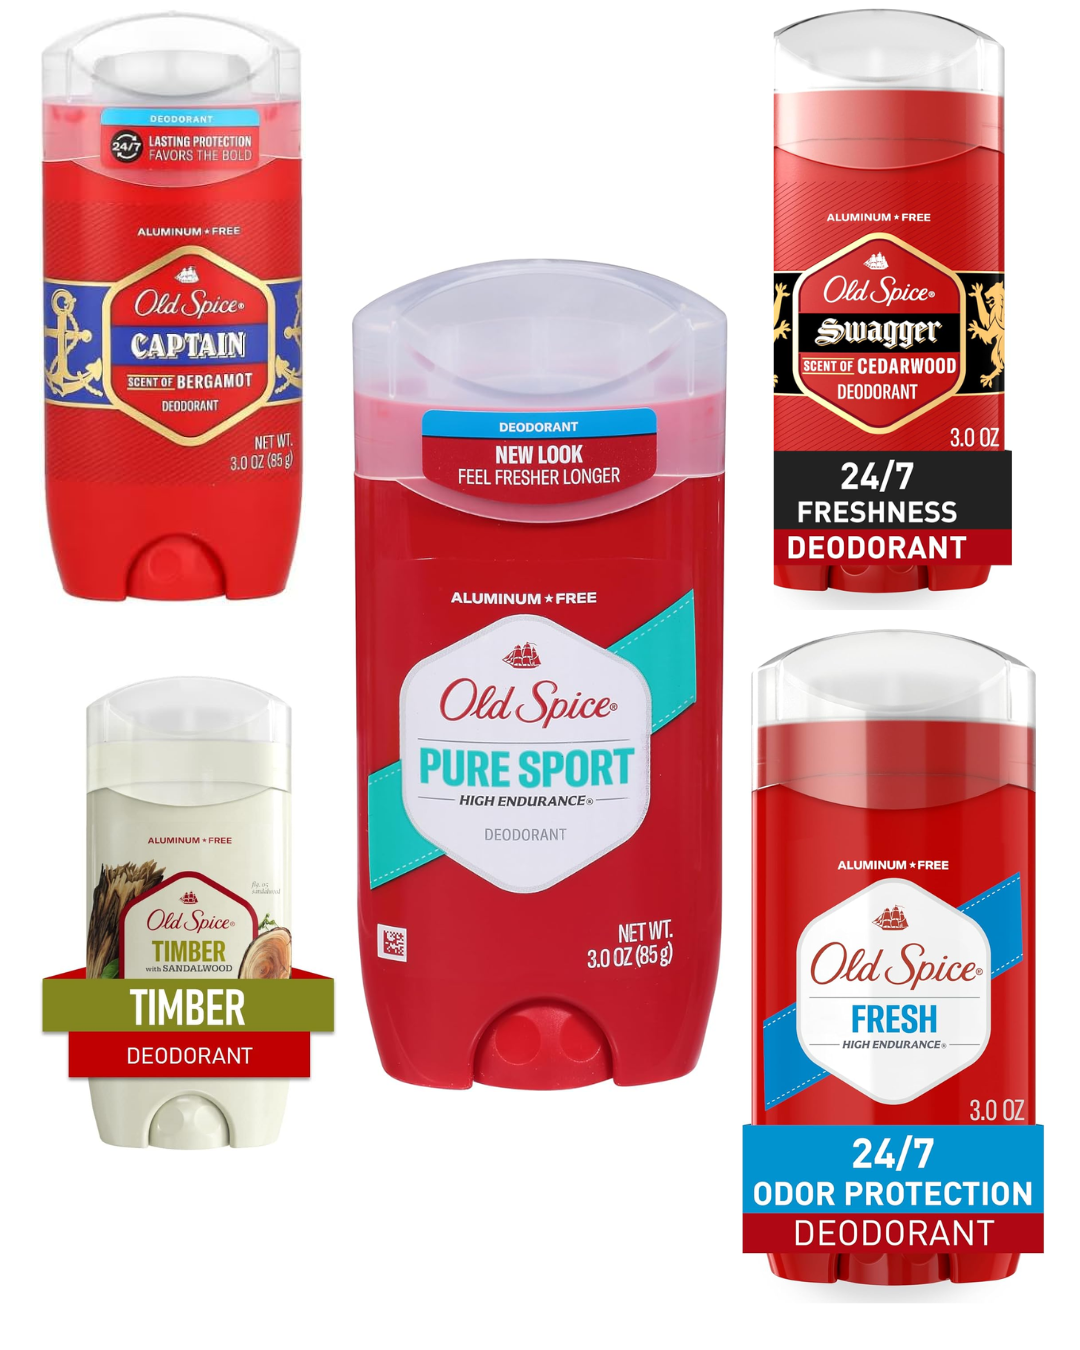 DEODORANT
24/7
LASTING PROTECTION
FAVORS THE BOLD
ALUMINUM★FREE
Old Spice®
CAPTAIN
SCENT OF BERGAMOT
DEODORANT
NET WT.
3.0 OZ (85 g)
ALUMINUM★FREE
Old Spice®
Swagger
SCENT OF CEDARWOOD
DEODORANT
3.0 OZ
24/7
FRESHNESS
DEODORANT
DEODORANT
NEW LOOK
FEEL FRESHER LONGER
ALUMINUM★FREE
Old Spice®
PURE SPORT
HIGH ENDURANCE®
DEODORANT
NET WT.
3.0 OZ (85 g)
ALUMINUM★FREE
Old Spice®
TIMBER
with SANDALWOOD
TIMBER
DEODORANT
ALUMINUM★FREE
Old Spice®
FRESH
HIGH ENDURANCE®
3.0 OZ
24/7
ODOR PROTECTION
DEODORANT